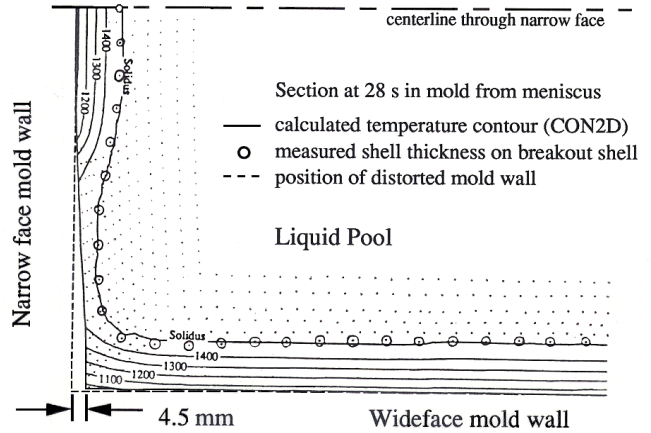 centerline through narrow face
1400
1300
1200
Solidus
Section at 28 s in mold from meniscus
calculated temperature contour (CON2D)
measured shell thickness on breakout shell
position of distorted mold wall
Narrow face mold wall
Liquid Pool
Solidus
1400
1300
1200
1100
4.5 mm
Wideface mold wall